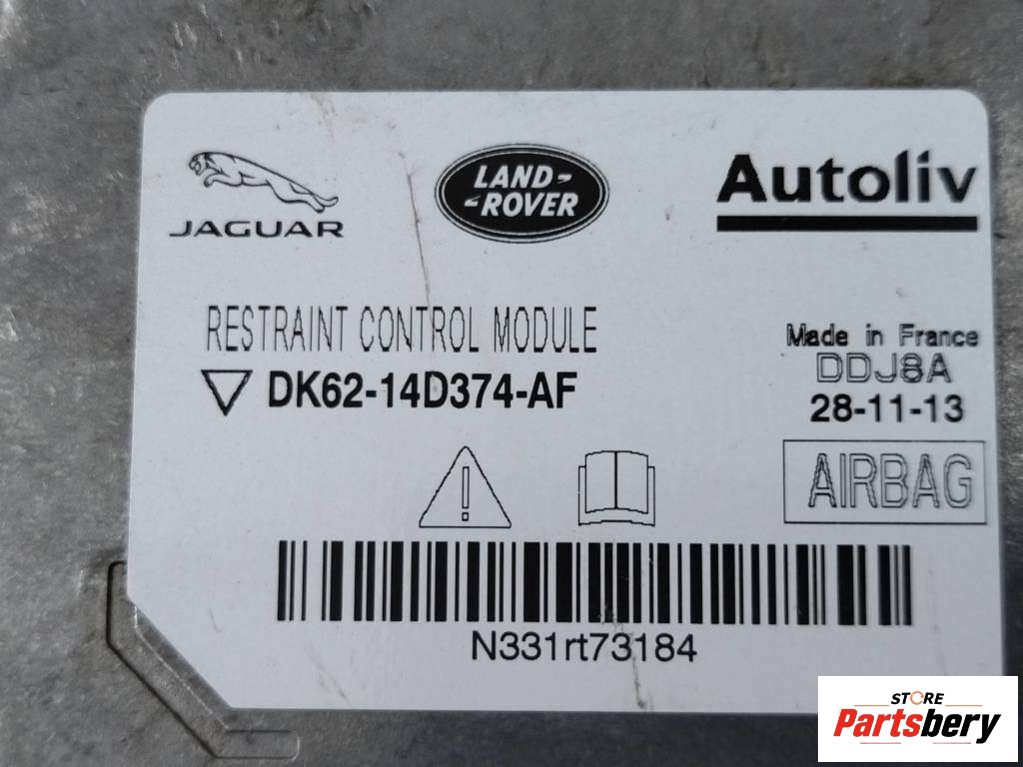 JAGUAR
LAND-
-ROVER
Autoliv
RESTRAINT CONTROL MODULE
DK62-14D374-AF
Made in France
DDJ8A
28-11-13
AIRBAG
N331rt73184
STORE
Partsbery